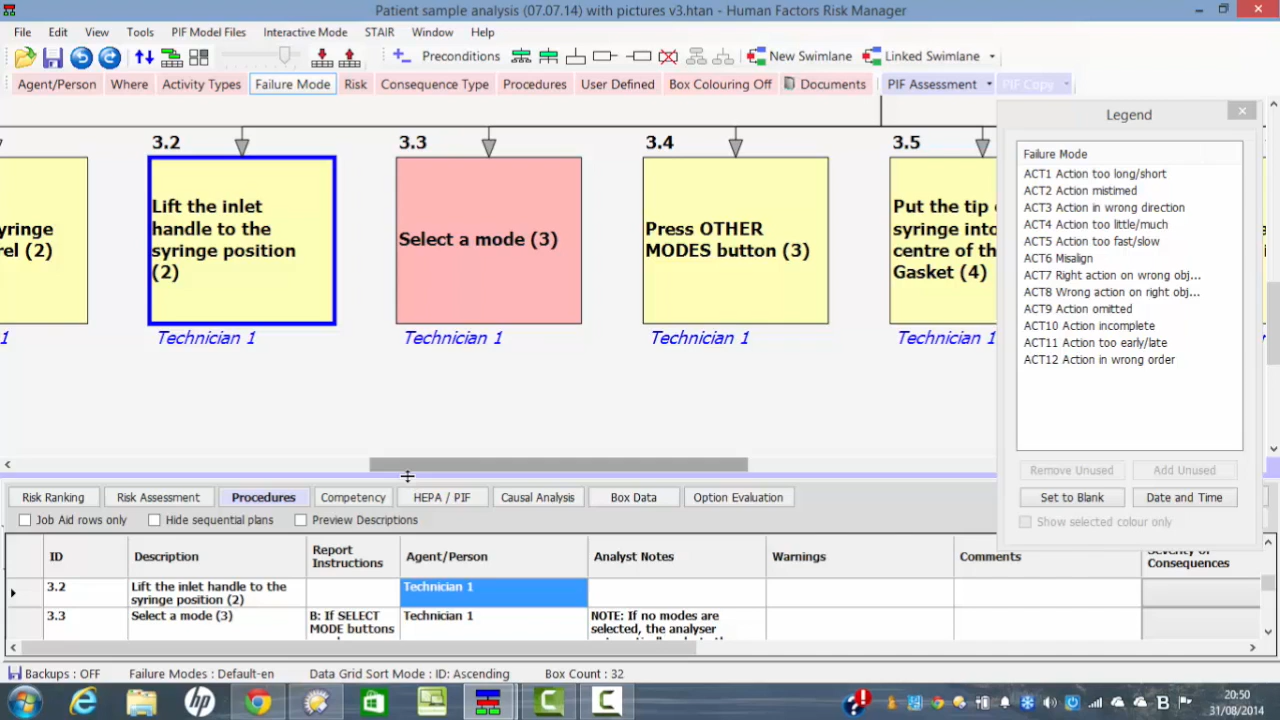 Patient sample analysis (07.07.14) with pictures v3.htan - Human Factors Risk Manager
File Edit View Tools PIF Model Files Interactive Mode STAIR Window Help
Preconditions New Swimlane Linked Swimlane
Agent/Person Where Activity Types Failure Mode Risk Consequence Type Procedures User Defined Box Colouring Off Documents PIF Assessment PIF Copy
3.2 3.3 3.4 3.5
yringe
rel (2)
Lift the inlet
handle to the
syringe position
(2)
Select a mode (3)
Press OTHER
MODES button (3)
Put the tip
syringe into
centre of th
Gasket (4)
1 Technician 1 Technician 1 Technician 1 Technician 1
Legend
Failure Mode
ACT1 Action too long/short
ACT2 Action mistimed
ACT3 Action in wrong direction
ACT4 Action too little/much
ACT5 Action too fast/slow
ACT6 Misalign
ACT7 Right action on wrong obj...
ACT8 Wrong action on right obj...
ACT9 Action omitted
ACT10 Action incomplete
ACT11 Action too early/late
ACT12 Action in wrong order
Remove Unused Add Unused
Set to Blank Date and Time
Show selected colour only
Risk Ranking Risk Assessment Procedures Competency HEPA / PIF Causal Analysis Box Data Option Evaluation
Job Aid rows only Hide sequential plans Preview Descriptions
ID Description Report
Instructions Agent/Person Analyst Notes Warnings Comments Severity of
Consequences
3.2 Lift the inlet handle to the
syringe position (2) Technician 1
3.3 Select a mode (3) B: If SELECT
MODE buttons Technician 1 NOTE: If no modes are
selected, the analyser
Backups : OFF Failure Modes : Default-en Data Grid Sort Mode : ID: Ascending Box Count : 32
20:50
31/08/2014